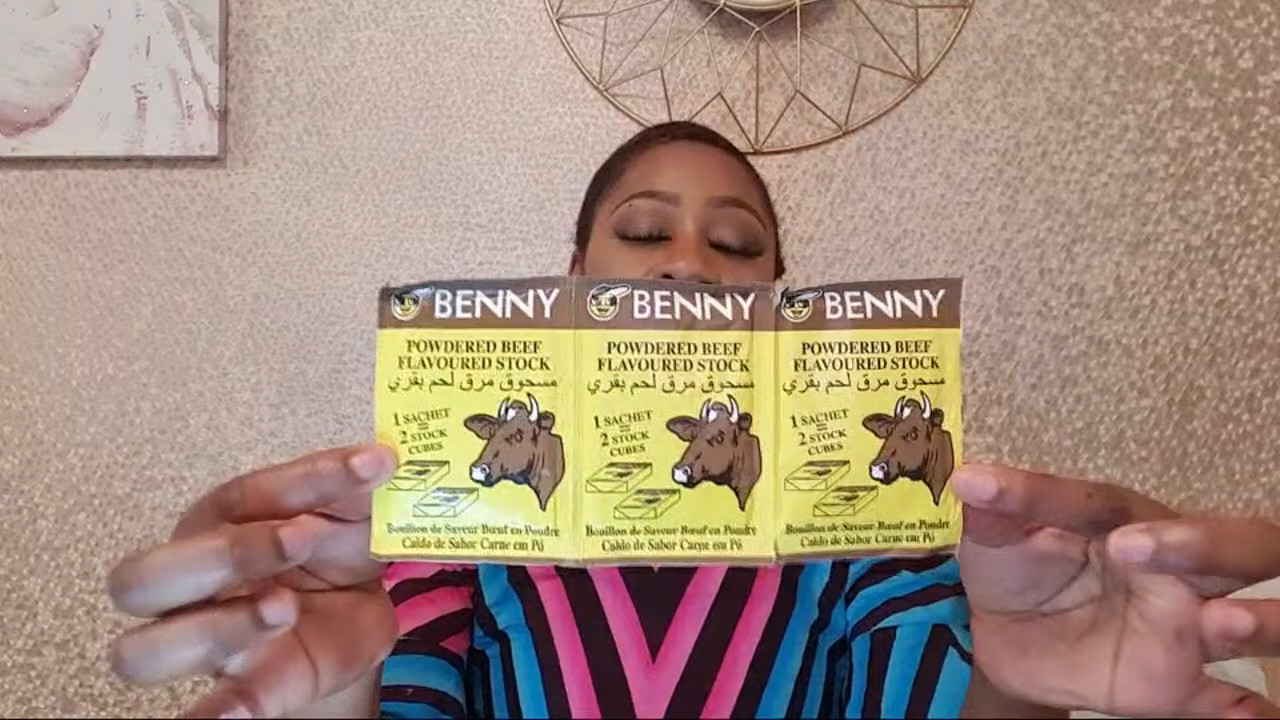 BENNY
POWDERED BEEF
FLAVOURED STOCK
مسحوق مرق لحم بقري
1 SACHET
=
2 STOCK
CUBES
Bouillon de Saveur Bœuf en Poudre
Caldo de Sabor Carne em Pó
BENNY
POWDERED BEEF
FLAVOURED STOCK
مسحوق مرق لحم بقري
1 SACHET
=
2 STOCK
CUBES
Bouillon de Saveur Bœuf en Poudre
Caldo de Sabor Carne em Pó
BENNY
POWDERED BEEF
FLAVOURED STOCK
مسحوق مرق لحم بقري
1 SACHET
=
2 STOCK
CUBES
Bouillon de Saveur Bœuf en Poudre
Caldo de Sabor Carne em Pó